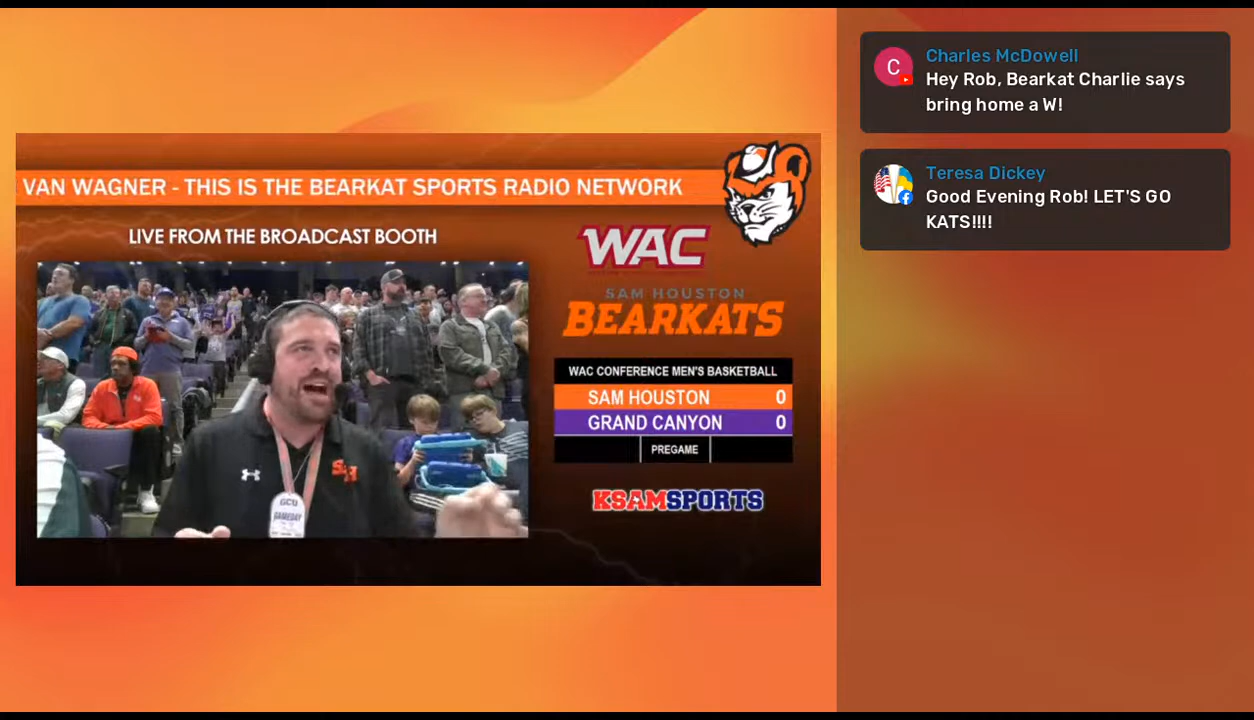 VAN WAGNER - THIS IS THE BEARKAT SPORTS RADIO NETWORK
LIVE FROM THE BROADCAST BOOTH
WAC
SAM HOUSTON
BEARKATS
WAC CONFERENCE MEN'S BASKETBALL
SAM HOUSTON 0
GRAND CANYON 0
PREGAME
KSAMSPORTS
SH
GCU
GAMEDAY
C
Charles McDowell
Hey Rob, Bearkat Charlie says
bring home a W!
Teresa Dickey
Good Evening Rob! LET'S GO
KATS!!!!